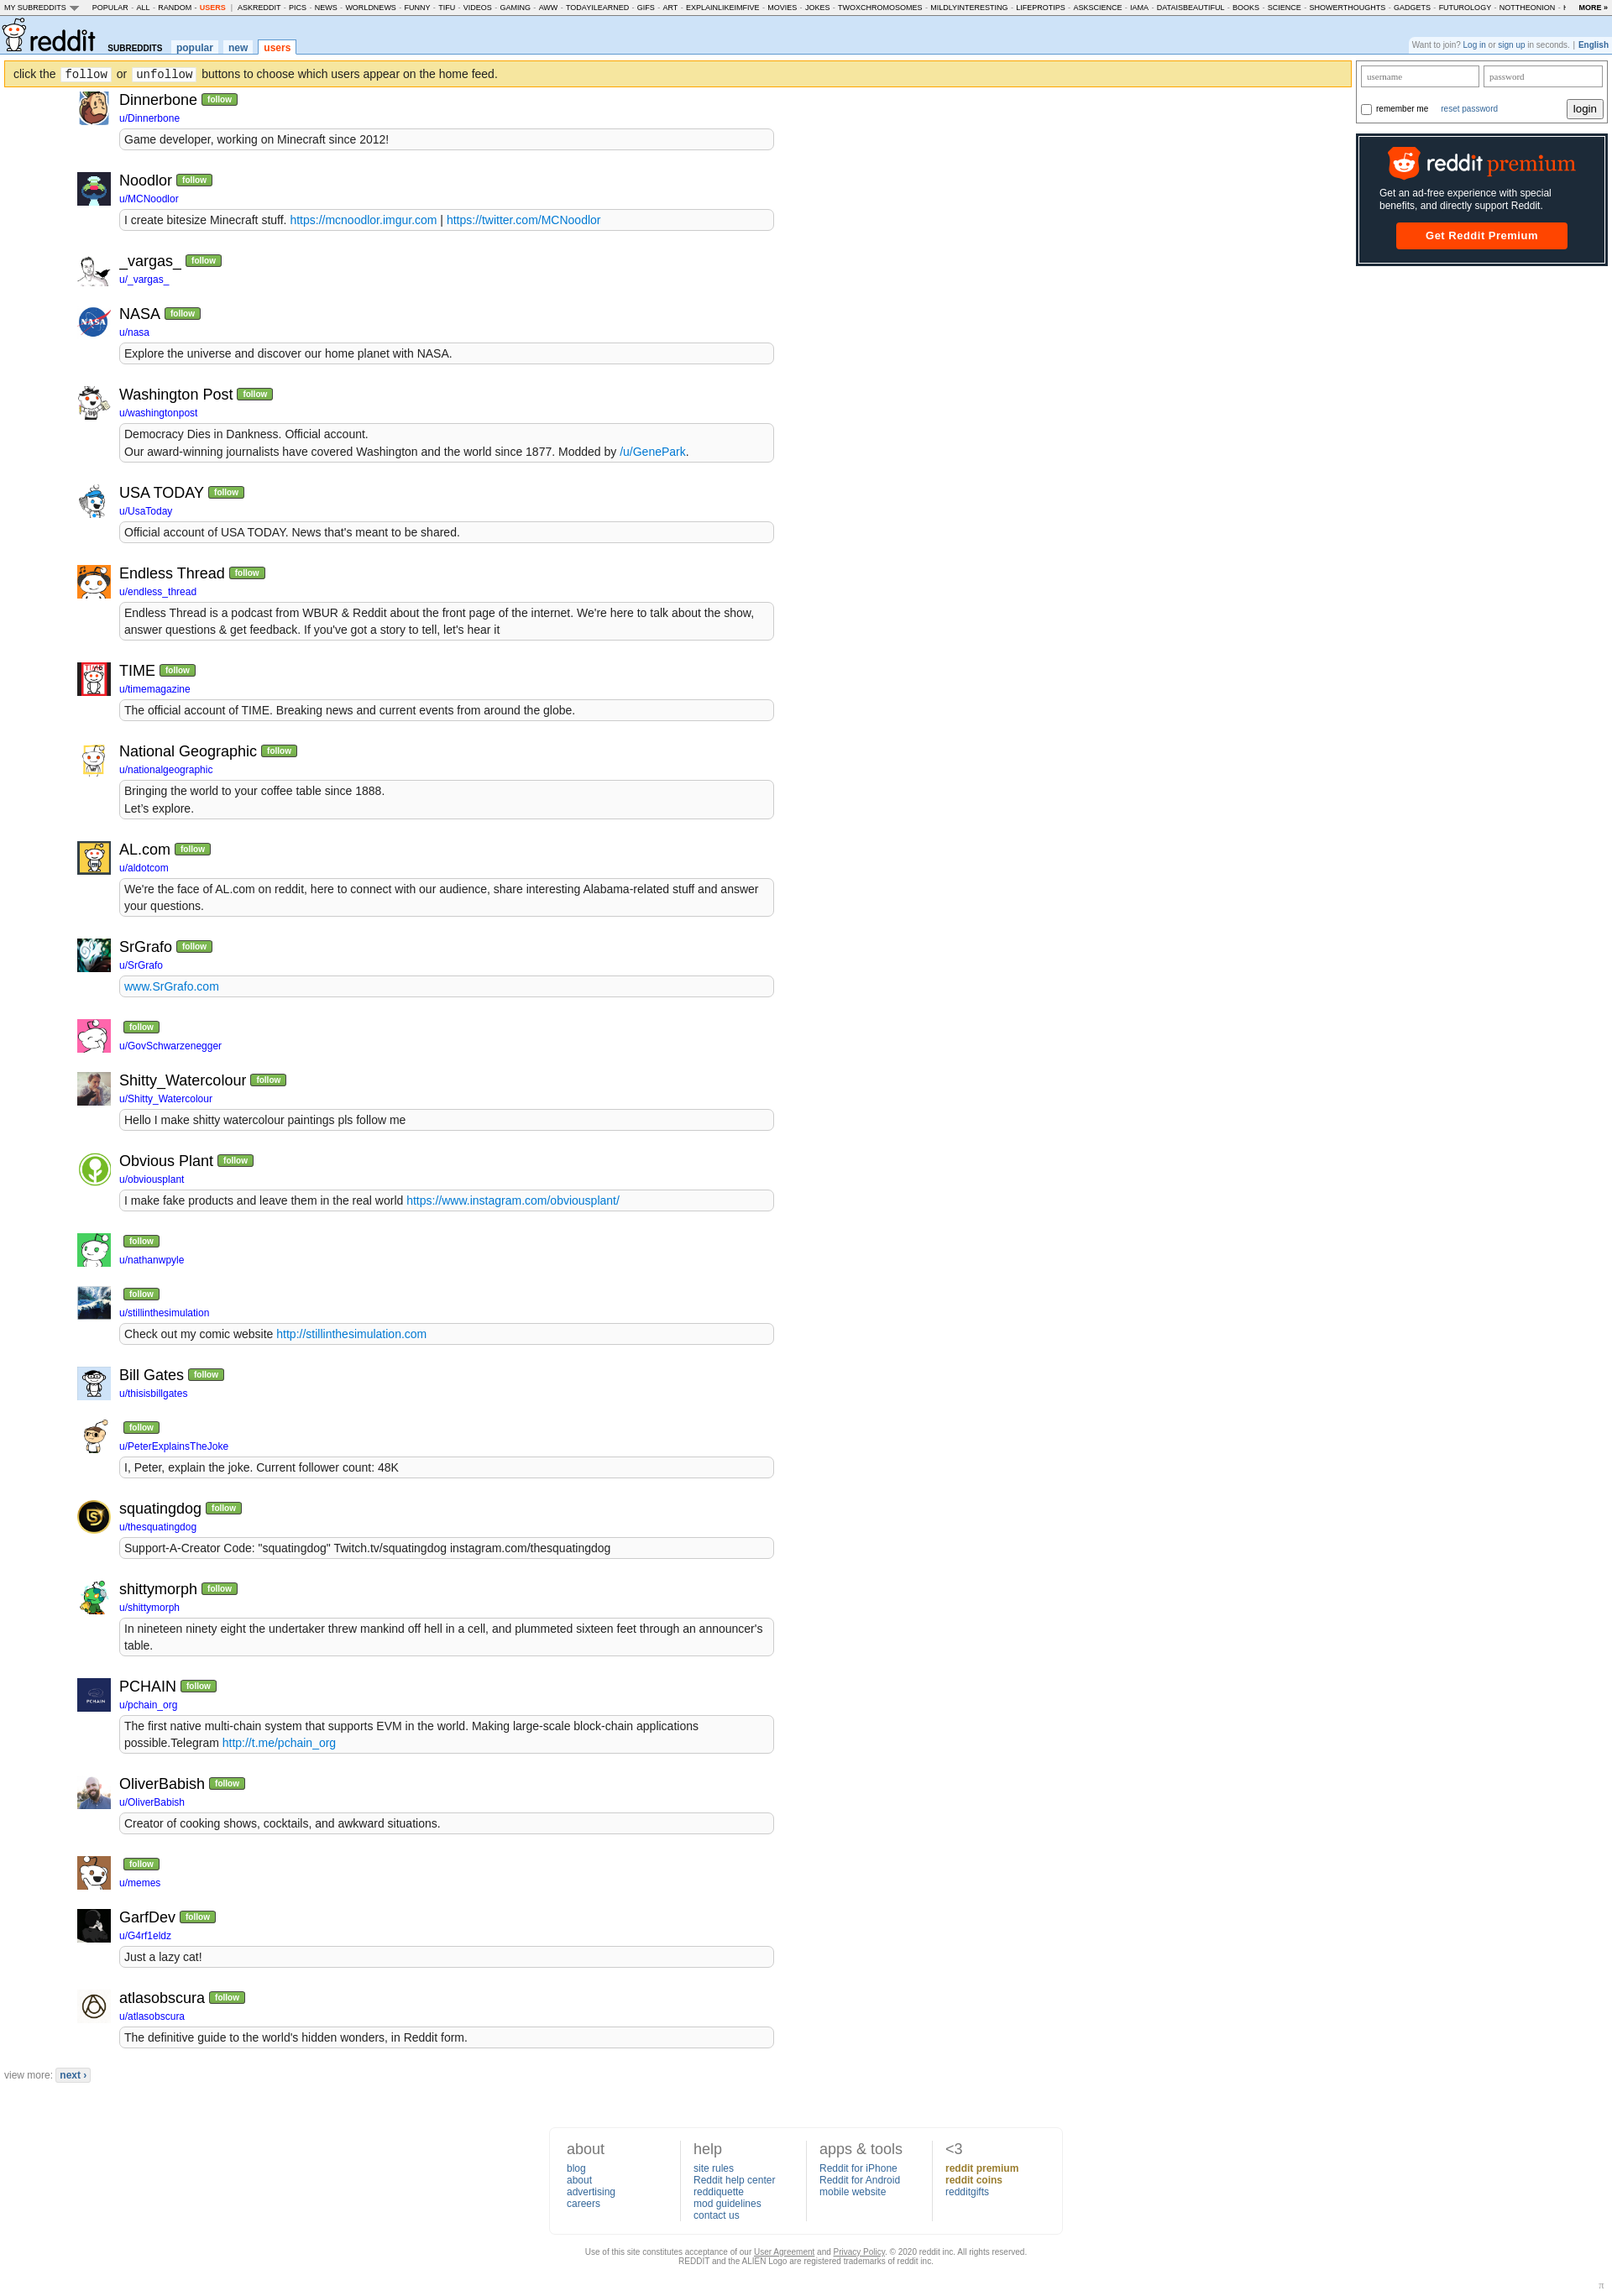 MY SUBREDDITS POPULAR - ALL - RANDOM - USERS | ASKREDDIT - PICS - NEWS - WORLDNEWS - FUNNY - TIFU - VIDEOS - GAMING - AWW - TODAYILEARNED - GIFS - ART - EXPLAINLIKEIMFIVE - MOVIES - JOKES - TWOXCHROMOSOMES - MILDLYINTERESTING - LIFEPROTIPS - ASKSCIENCE - IAMA - DATAISBEAUTIFUL - BOOKS - SCIENCE - SHOWERTHOUGHTS - GADGETS - FUTUROLOGY - NOTTHEONION - MORE »
reddit SUBREDDITS popular new users
Want to join? Log in or sign up in seconds. | English
click the follow or unfollow buttons to choose which users appear on the home feed.
username password
remember me reset password login
reddit premium
Get an ad-free experience with special
benefits, and directly support Reddit.
Get Reddit Premium
Dinnerbone follow
u/Dinnerbone
Game developer, working on Minecraft since 2012!
Noodlor follow
u/MCNoodlor
I create bitesize Minecraft stuff. https://mcnoodlor.imgur.com | https://twitter.com/MCNoodlor
_vargas_ follow
u/_vargas_
NASA
NASA follow
u/nasa
Explore the universe and discover our home planet with NASA.
Washington Post follow
u/washingtonpost
Democracy Dies in Dankness. Official account.
Our award-winning journalists have covered Washington and the world since 1877. Modded by /u/GenePark.
USA TODAY follow
u/UsaToday
Official account of USA TODAY. News that's meant to be shared.
Endless Thread follow
u/endless_thread
Endless Thread is a podcast from WBUR & Reddit about the front page of the internet. We're here to talk about the show,
answer questions & get feedback. If you've got a story to tell, let's hear it
TIME follow
u/timemagazine
The official account of TIME. Breaking news and current events from around the globe.
National Geographic follow
u/nationalgeographic
Bringing the world to your coffee table since 1888.
Let’s explore.
AL.com follow
u/aldotcom
We're the face of AL.com on reddit, here to connect with our audience, share interesting Alabama-related stuff and answer
your questions.
SrGrafo follow
u/SrGrafo
www.SrGrafo.com
follow
u/GovSchwarzenegger
Shitty_Watercolour follow
u/Shitty_Watercolour
Hello I make shitty watercolour paintings pls follow me
Obvious Plant follow
u/obviousplant
I make fake products and leave them in the real world https://www.instagram.com/obviousplant/
follow
u/nathanwpyle
follow
u/stillinthesimulation
Check out my comic website http://stillinthesimulation.com
Bill Gates follow
u/thisisbillgates
follow
u/PeterExplainsTheJoke
I, Peter, explain the joke. Current follower count: 48K
squatingdog follow
u/thesquatingdog
Support-A-Creator Code: "squatingdog" Twitch.tv/squatingdog instagram.com/thesquatingdog
shittymorph follow
u/shittymorph
In nineteen ninety eight the undertaker threw mankind off hell in a cell, and plummeted sixteen feet through an announcer's
table.
PCHAIN
PCHAIN follow
u/pchain_org
The first native multi-chain system that supports EVM in the world. Making large-scale block-chain applications
possible.Telegram http://t.me/pchain_org
OliverBabish follow
u/OliverBabish
Creator of cooking shows, cocktails, and awkward situations.
follow
u/memes
GarfDev follow
u/G4rf1eldz
Just a lazy cat!
atlasobscura follow
u/atlasobscura
The definitive guide to the world's hidden wonders, in Reddit form.
view more: next ›
about
blog
about
advertising
careers
help
site rules
Reddit help center
reddiquette
mod guidelines
contact us
apps & tools
Reddit for iPhone
Reddit for Android
mobile website
<3
reddit premium
reddit coins
redditgifts
Use of this site constitutes acceptance of our User Agreement and Privacy Policy. © 2020 reddit inc. All rights reserved.
REDDIT and the ALIEN Logo are registered trademarks of reddit inc.
π